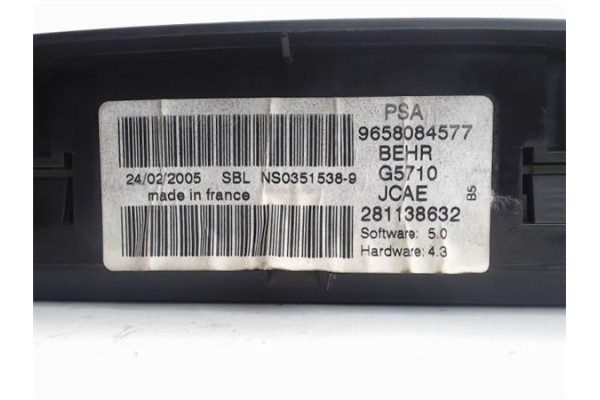 PSA
9658084577
BEHR
G5710
JCAE
281138632
Software: 5.0
Hardware: 4.3
B5
24/02/2005 SBL NS0351538-9
made in france